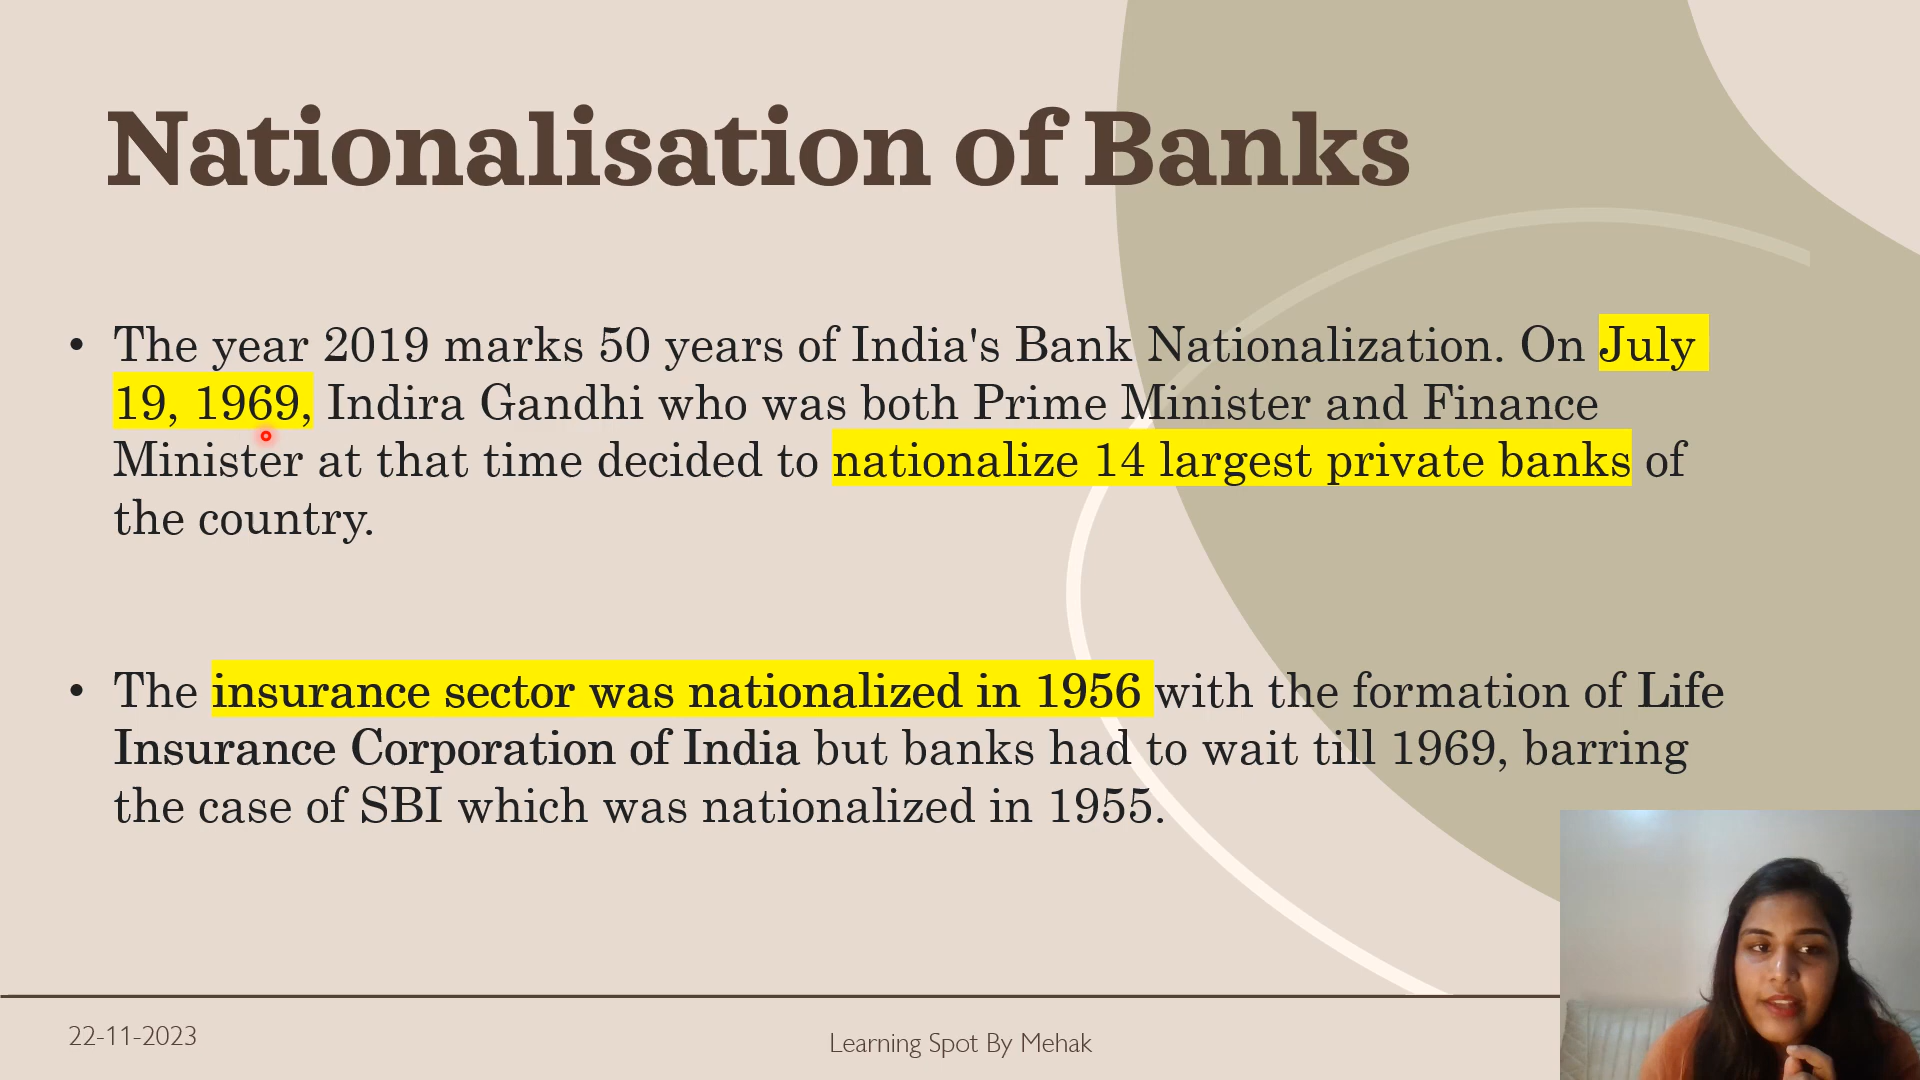 Nationalisation of Banks
• The year 2019 marks 50 years of India's Bank Nationalization. On July
19, 1969, Indira Gandhi who was both Prime Minister and Finance
Minister at that time decided to nationalize 14 largest private banks of
the country.
• The insurance sector was nationalized in 1956 with the formation of Life
Insurance Corporation of India but banks had to wait till 1969, barring
the case of SBI which was nationalized in 1955.
22-11-2023
Learning Spot By Mehak